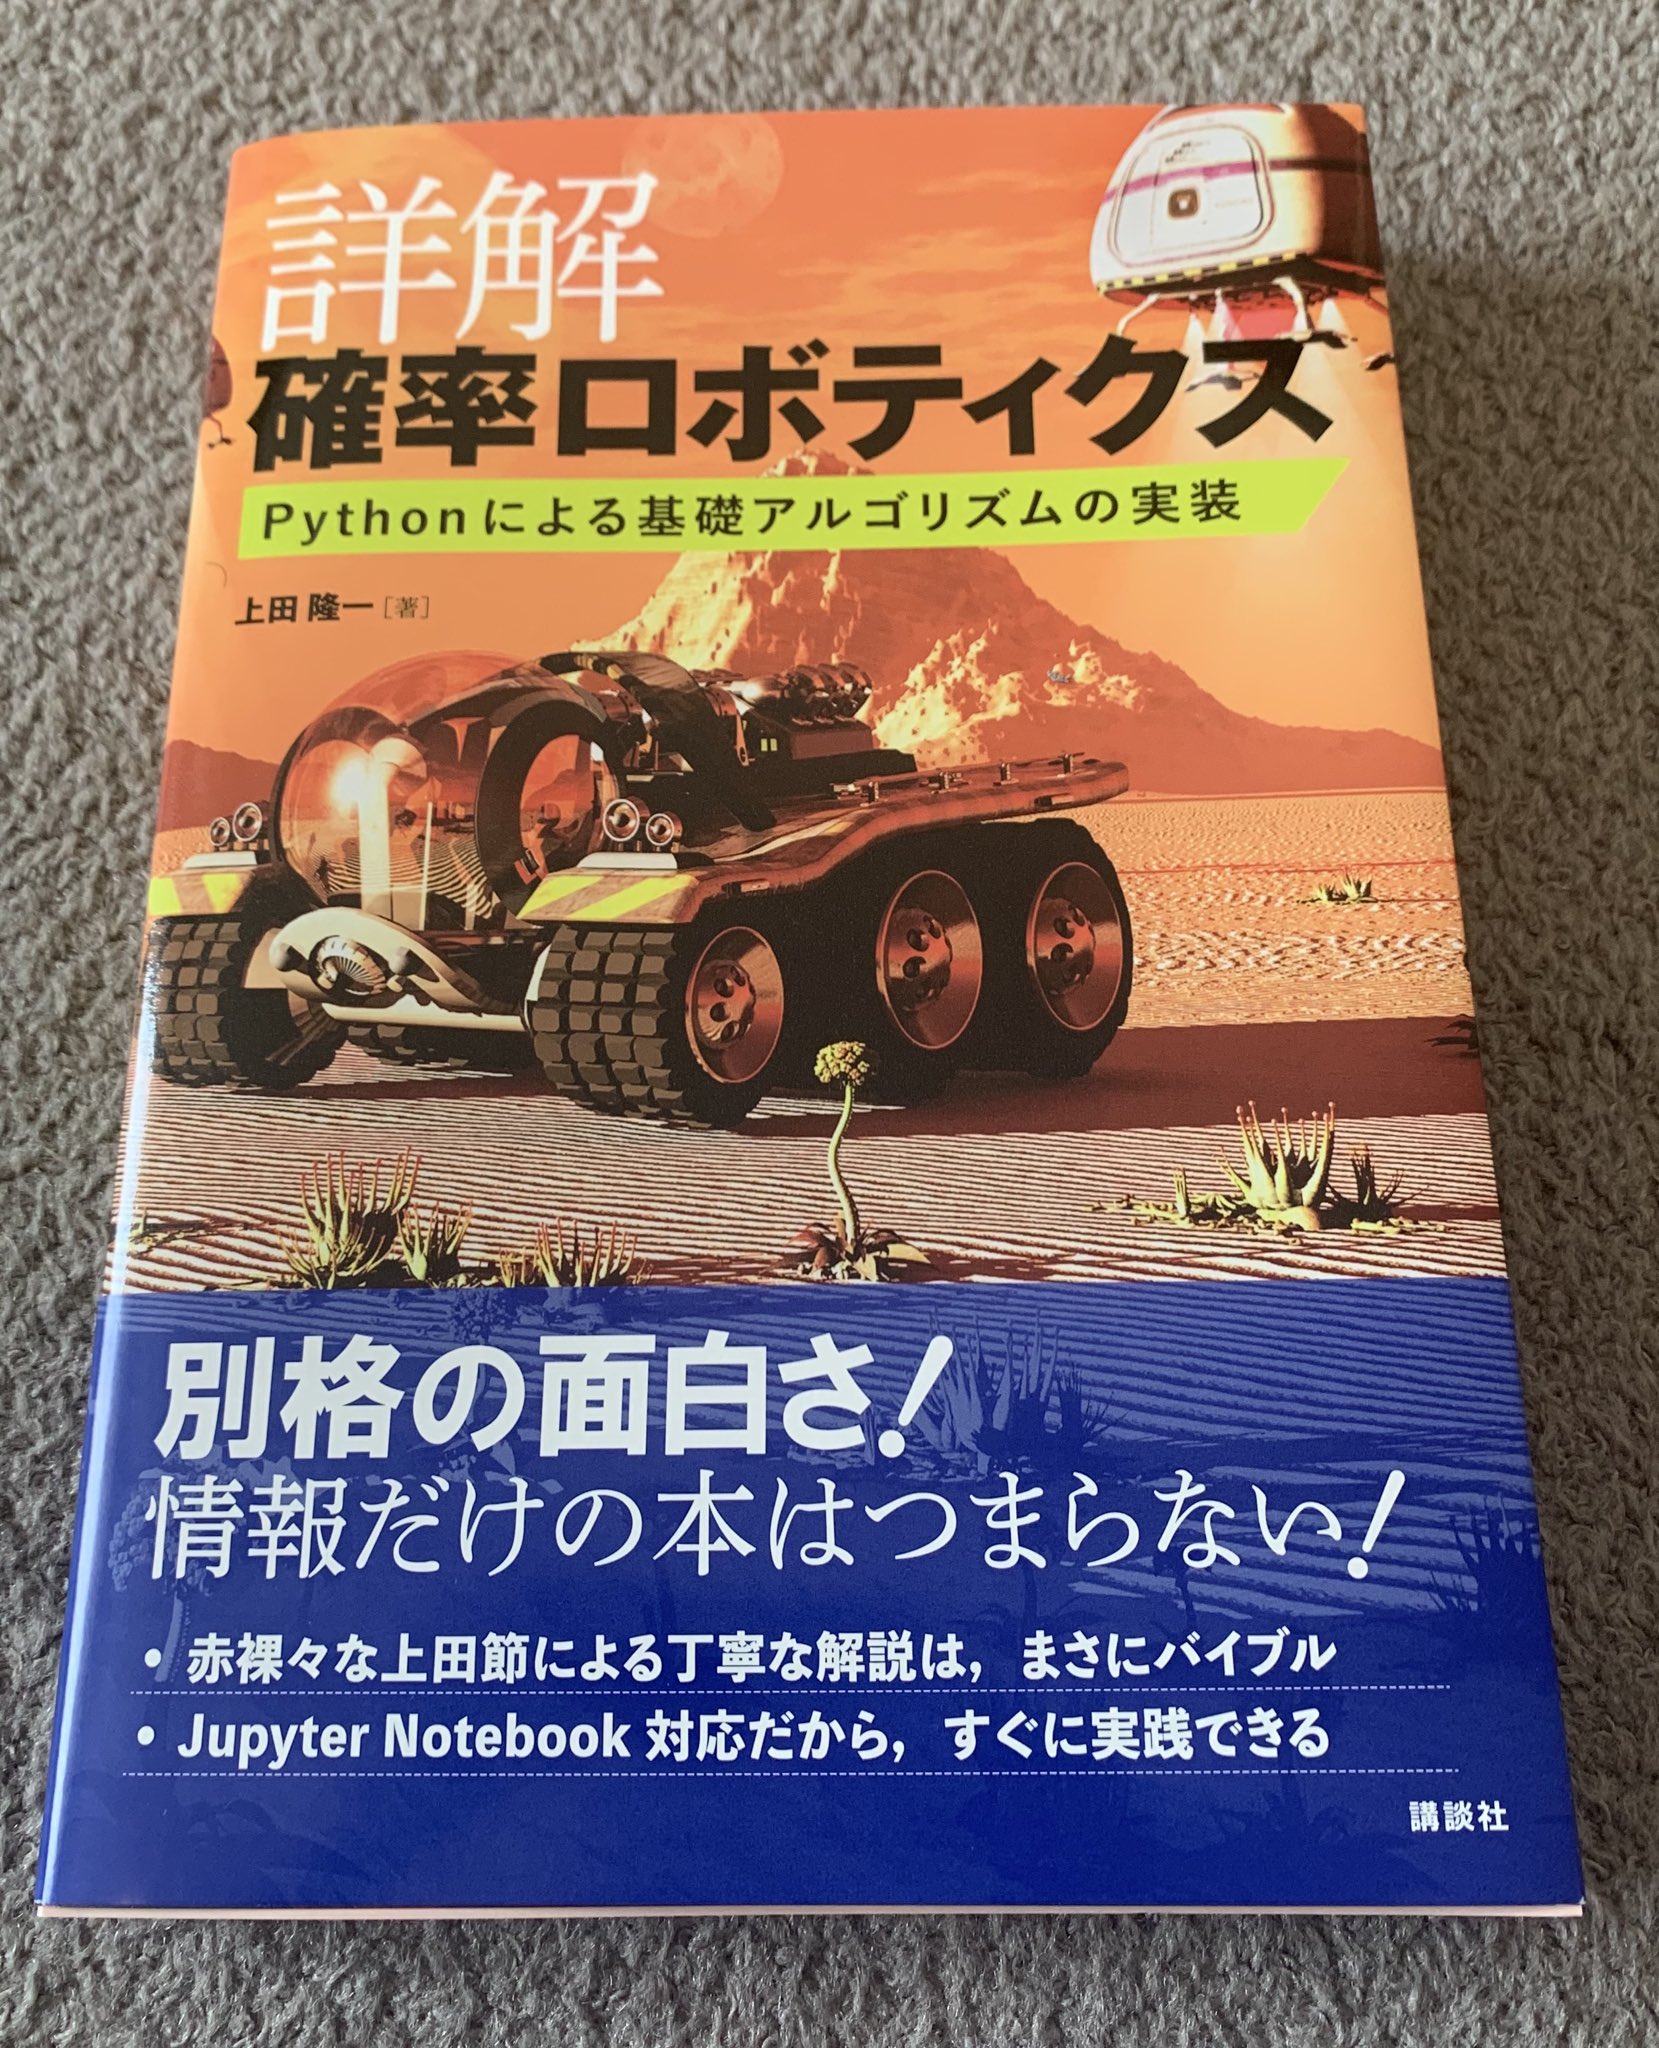 詳解
確率ロボティクス
Pythonによる基礎アルゴリズムの実装
上田 隆一 [著]
別格の面白さ!
情報だけの本はつまらない!
• 赤裸々な上田節による丁寧な解説は，まさにバイブル
• Jupyter Notebook 対応だから，すぐに実践できる
講談社